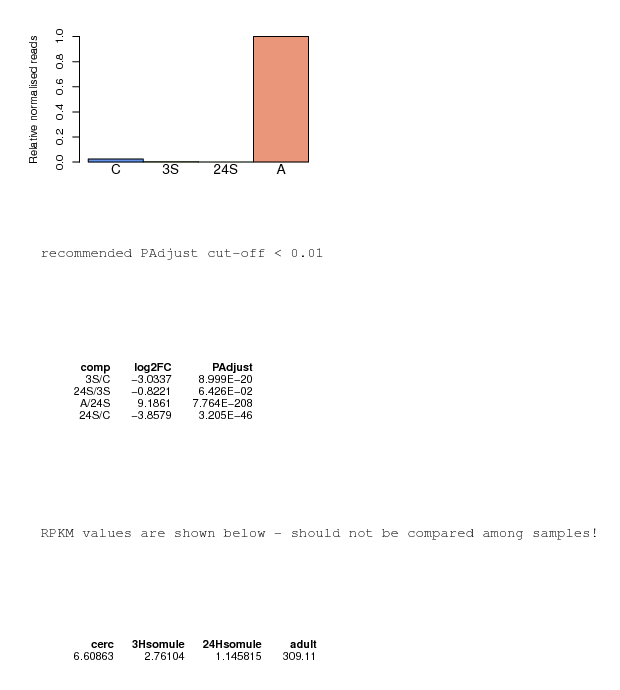 Relative normalised reads
1.0
0.8
0.6
0.4
0.2
0.0
C 3S 24S A
recommended PAdjust cut-off < 0.01
comp log2FC PAdjust
3S/C −3.0337 8.999E−20
24S/3S −0.8221 6.426E−02
A/24S 9.1861 7.764E−208
24S/C −3.8579 3.205E−46
RPKM values are shown below - should not be compared among samples!
cerc 3Hsomule 24Hsomule adult
6.60863 2.76104 1.145815 309.11